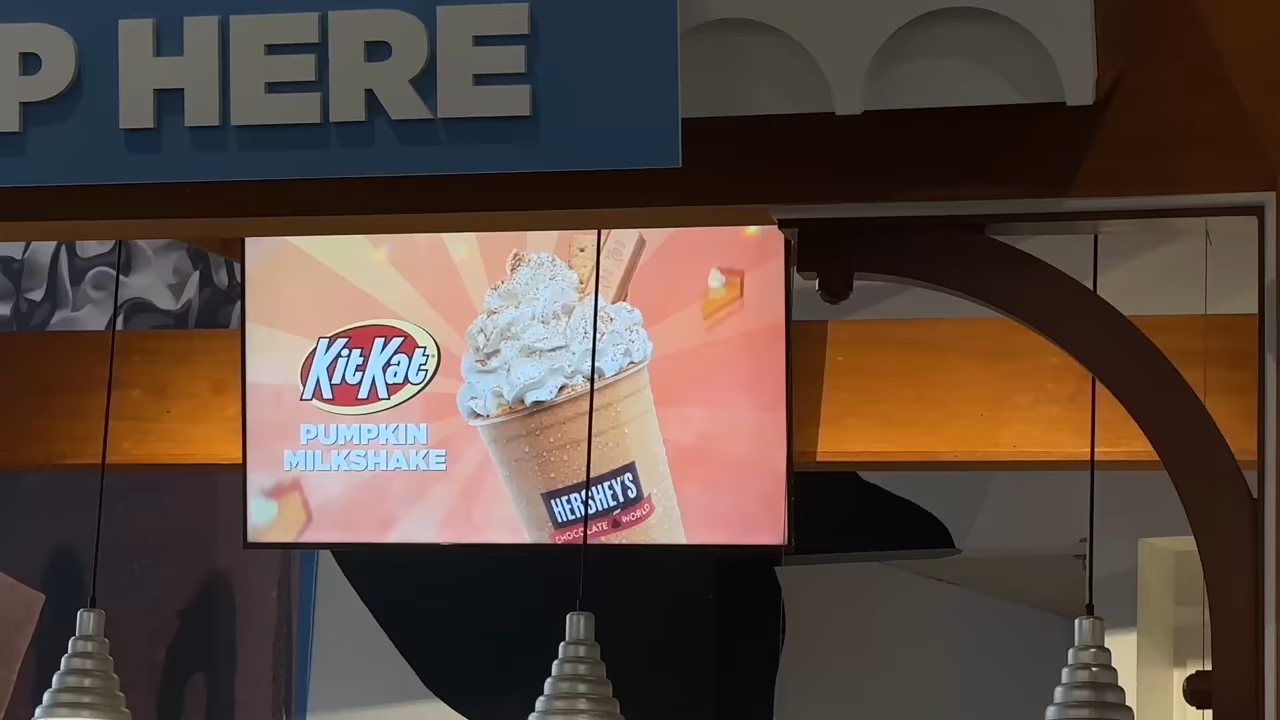 P HERE
KitKat
PUMPKIN
MILKSHAKE
HERSHEY'S
CHOCOLATE WORLD